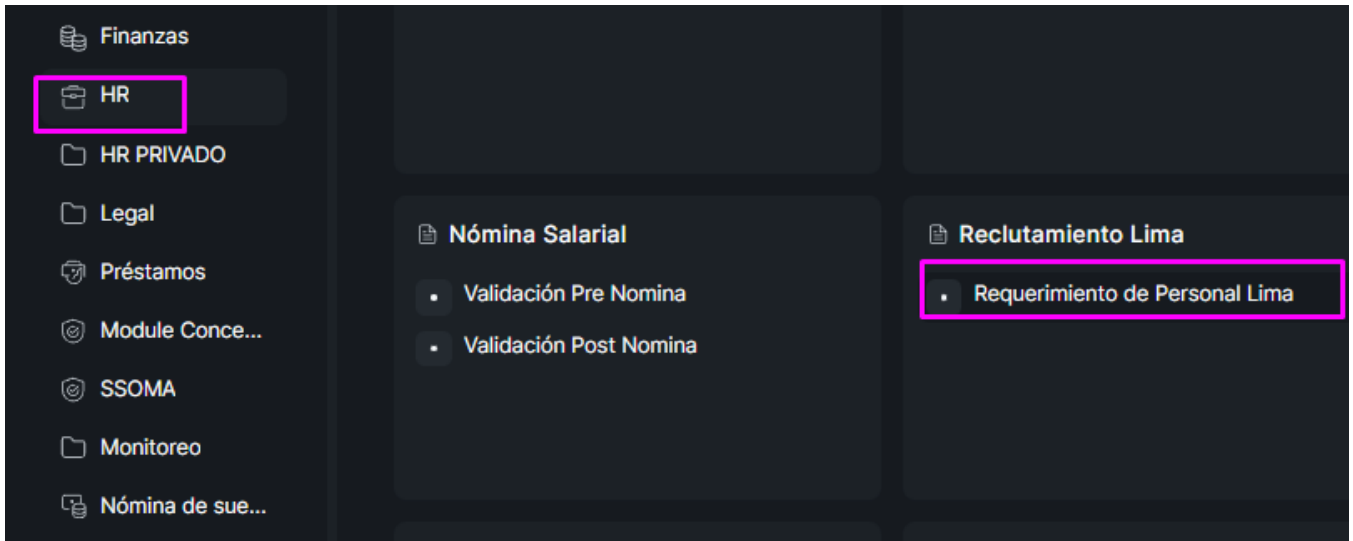 Finanzas
HR
HR PRIVADO
Legal
Préstamos
Module Conce...
SSOMA
Monitoreo
Nómina de sue...
Nómina Salarial
Validación Pre Nomina
Validación Post Nomina
Reclutamiento Lima
Requerimiento de Personal Lima